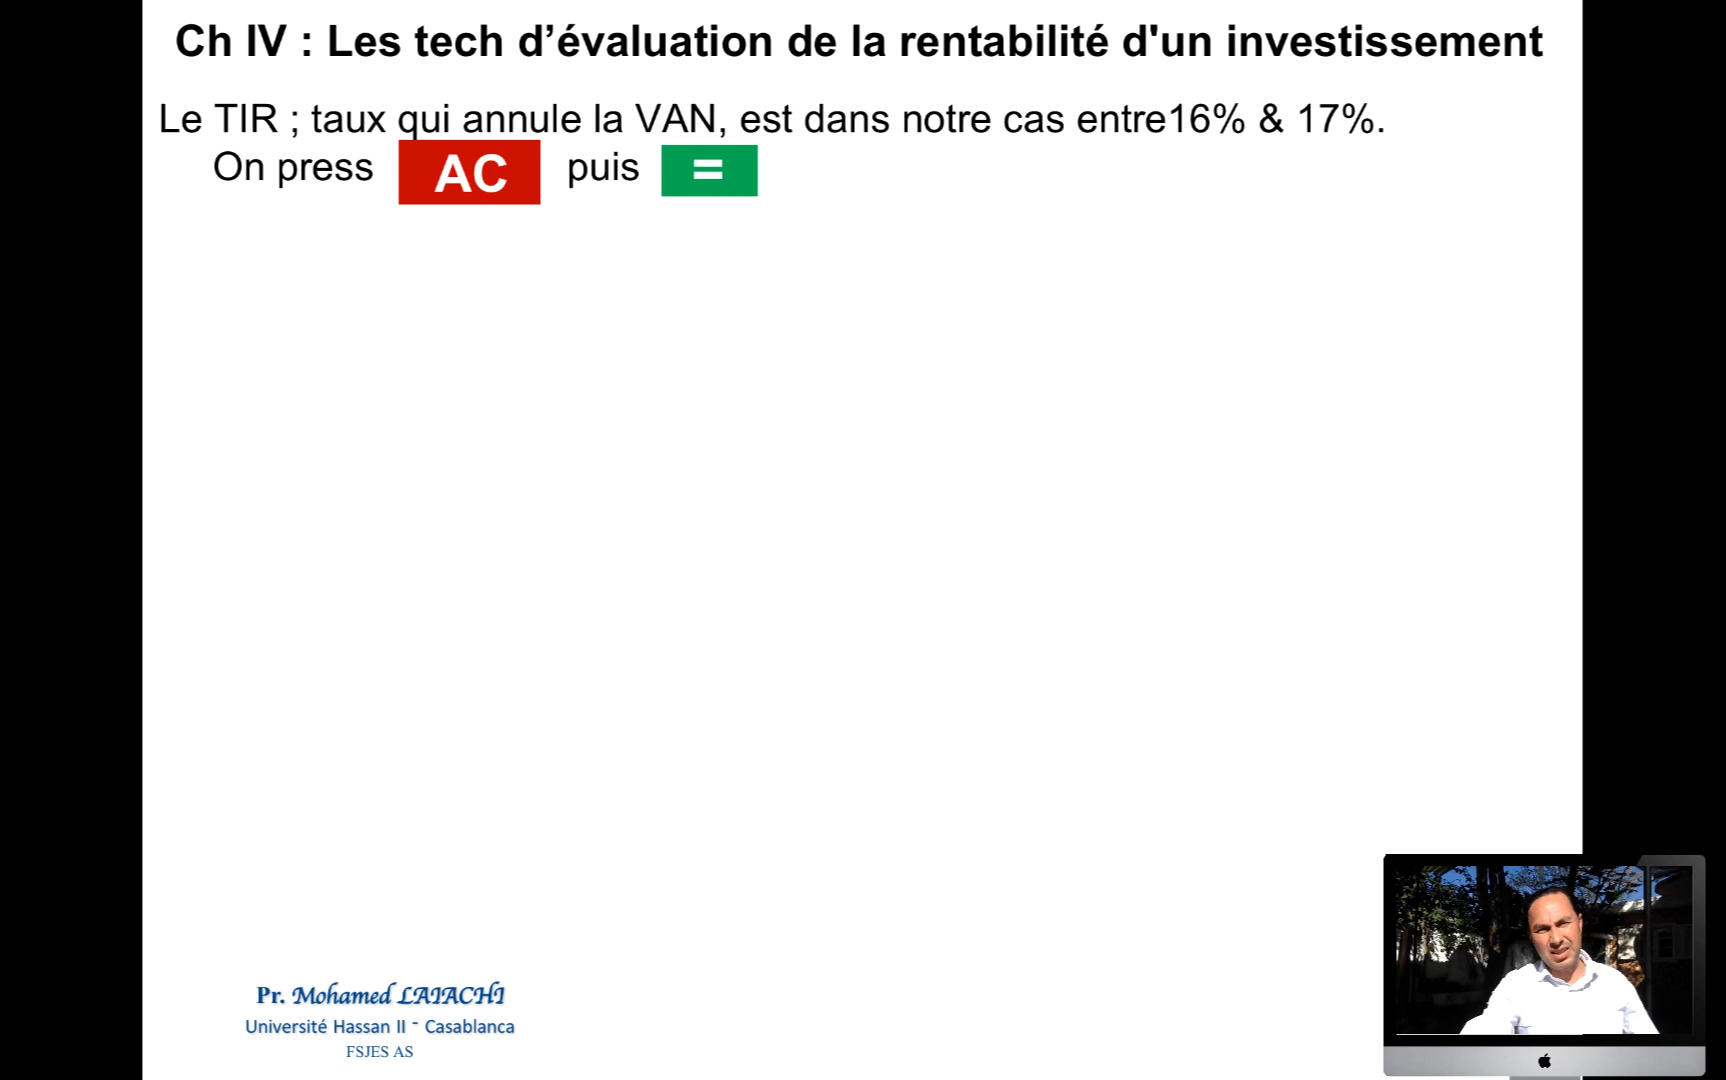 Ch IV : Les tech d’évaluation de la rentabilité d'un investissement
Le TIR ; taux qui annule la VAN, est dans notre cas entre16% & 17%.
On press AC puis =
Pr. Mohamed LAIACHI
Université Hassan II - Casablanca
FSJES AS